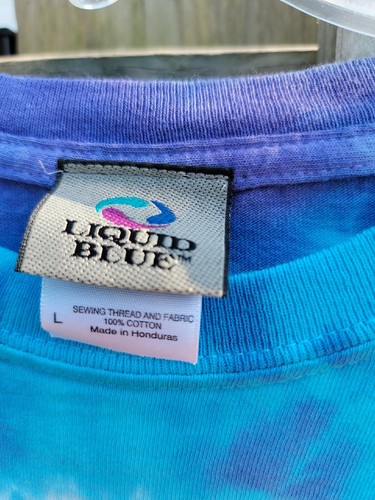 LIQUID
BLUE™
SEWING THREAD AND FABRIC
100% COTTON
L
Made in Honduras